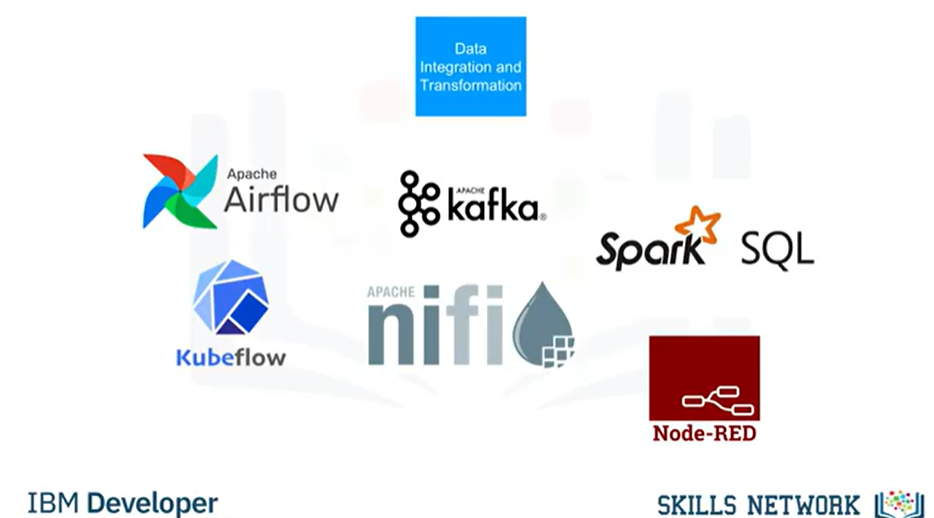 Data
Integration and
Transformation
Apache
Airflow
APACHE
kafka®
Spark SQL
Kubeflow
APACHE
nifi
Node-RED
IBM Developer
SKILLS NETWORK